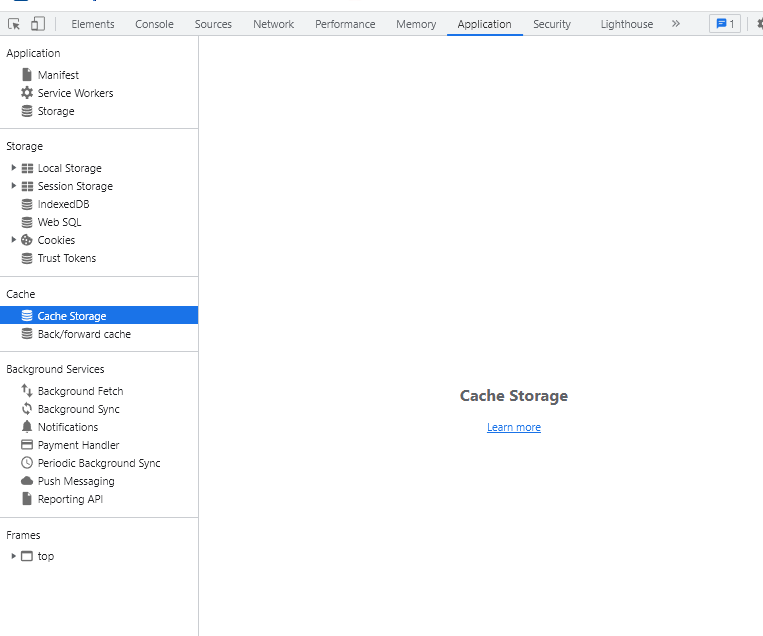 Elements Console Sources Network Performance Memory Application Security Lighthouse » 1
Application
Manifest
Service Workers
Storage
Storage
Local Storage
Session Storage
IndexedDB
Web SQL
Cookies
Trust Tokens
Cache
Cache Storage
Back/forward cache
Background Services
Background Fetch
Background Sync
Notifications
Payment Handler
Periodic Background Sync
Push Messaging
Reporting API
Frames
top
Cache Storage
Learn more